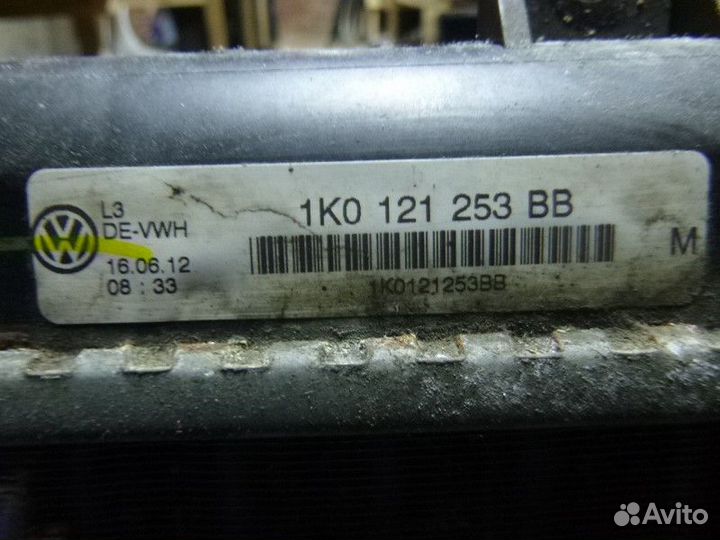 L3
DE-VWH
16.06.12
08 : 33
1K0 121 253 BB
1K0121253BB
M
Avito